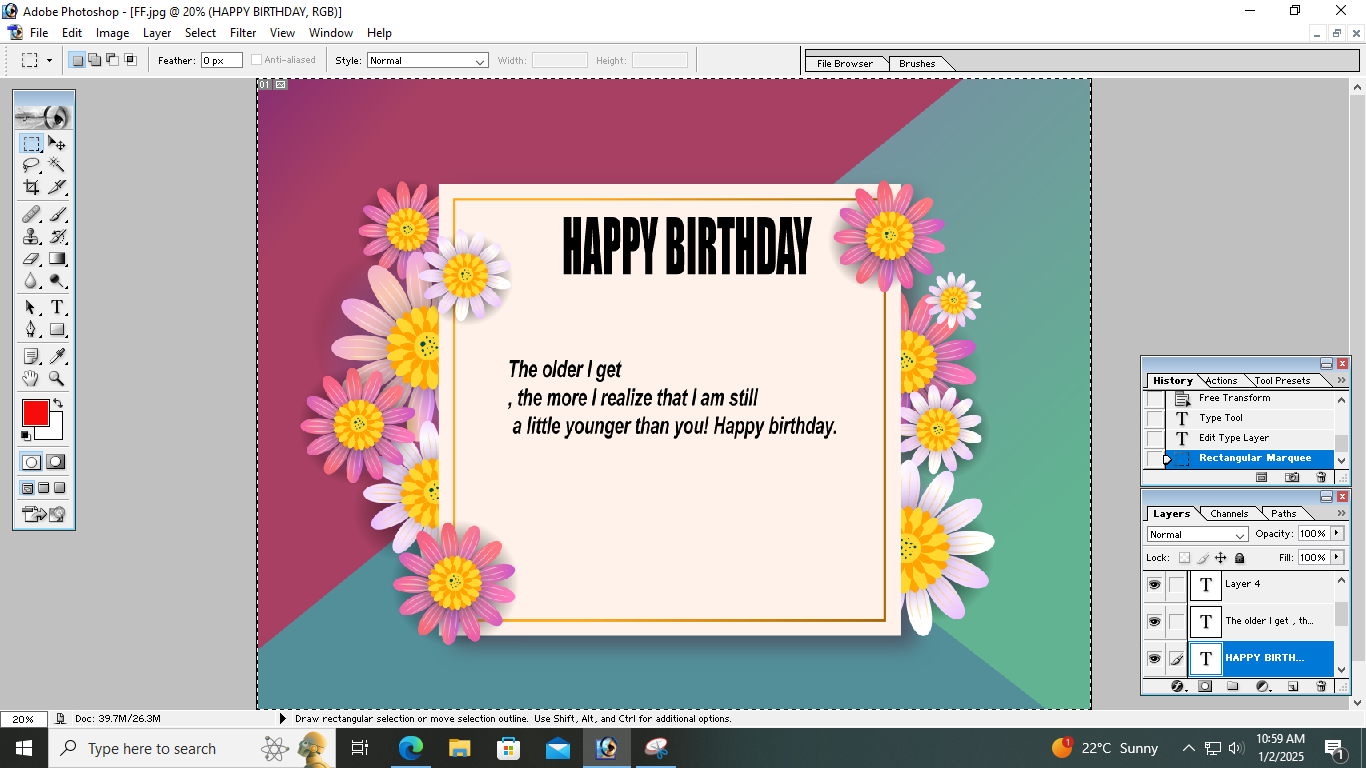 Adobe Photoshop - [FF.jpg @ 20% (HAPPY BIRTHDAY, RGB)]
File Edit Image Layer Select Filter View Window Help
Feather: 0 px Anti-aliased Style: Normal Width: Height: File Browser Brushes
01
HAPPY BIRTHDAY
The older I get
, the more I realize that I am still
a little younger than you! Happy birthday.
History Actions Tool Presets
Free Transform
Type Tool
Edit Type Layer
Rectangular Marquee
Layers Channels Paths
Normal Opacity: 100%
Lock: Fill: 100%
T Layer 4
T The older I get , th...
T HAPPY BIRTH...
20% Doc: 39.7M/26.3M Draw rectangular selection or move selection outline. Use Shift, Alt, and Ctrl for additional options.
Type here to search
1 22°C Sunny
10:59 AM
1/2/2025
1